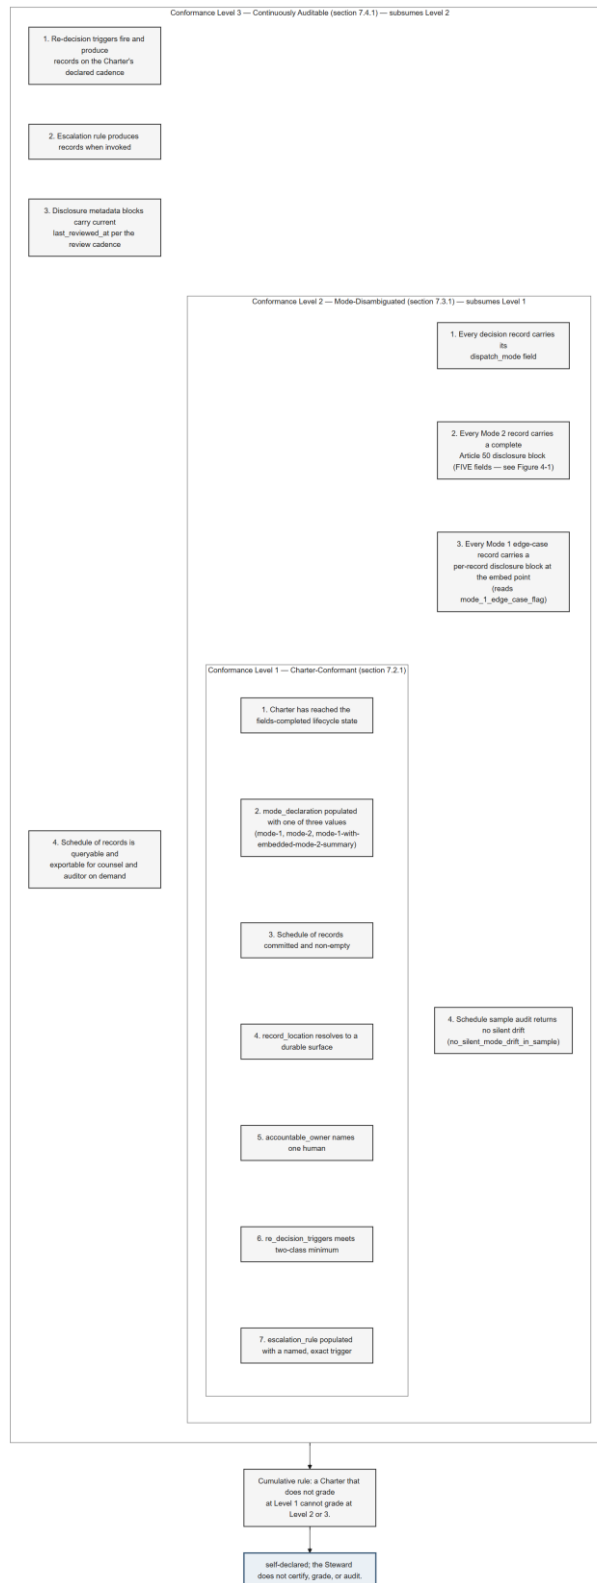 Conformance Level 3 — Continuously Auditable (section 7.4.1) — subsumes Level 2
1. Re-decision triggers fire and
produce
records on the Charter's
declared cadence
2. Escalation rule produces
records when invoked
3. Disclosure metadata blocks
carry current
last_reviewed_at per the
review cadence
Conformance Level 2 — Mode-Disambiguated (section 7.3.1) — subsumes Level 1
1. Every decision record carries
its
dispatch_mode field
2. Every Mode 2 record carries
a complete
Article 50 disclosure block
(FIVE fields — see Figure 4-1)
3. Every Mode 1 edge-case
record carries a
per-record disclosure block at
the embed point
(reads
mode_1_edge_case_flag)
Conformance Level 1 — Charter-Conformant (section 7.2.1)
1. Charter has reached the
fields-completed lifecycle state
2. mode_declaration populated
with one of three values
(mode-1, mode-2, mode-1-with-
embedded-mode-2-summary)
4. Schedule of records is
queryable and
exportable for counsel and
auditor on demand
3. Schedule of records
committed and non-empty
4. record_location resolves to a
durable surface
4. Schedule sample audit returns
no silent drift
(no_silent_mode_drift_in_sample)
5. accountable_owner names
one human
6. re_decision_triggers meets
two-class minimum
7. escalation_rule populated
with a named, exact trigger
Cumulative rule: a Charter that
does not grade
at Level 1 cannot grade at
Level 2 or 3.
self-declared; the Steward
does not certify, grade, or audit.